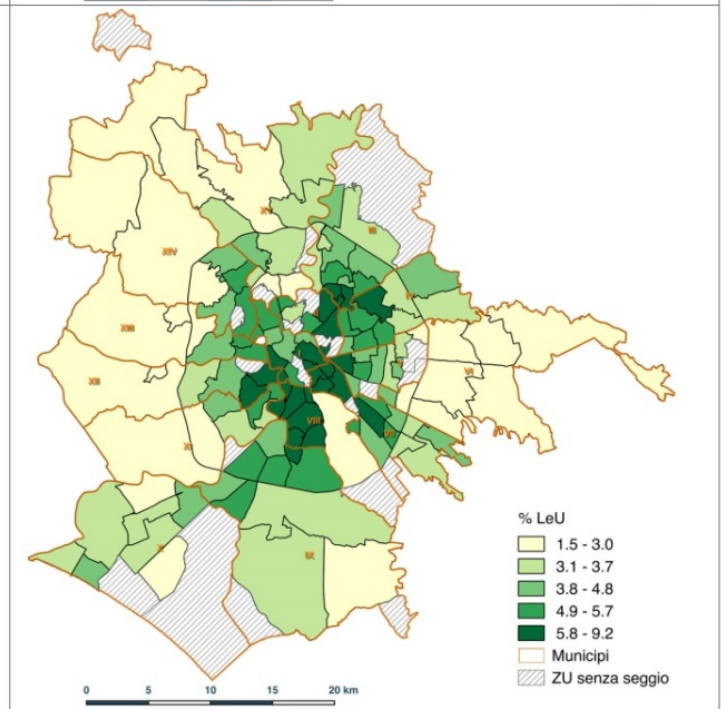 XV
III
XIV
XIII
VI
XII
VIII
VII
XI
X
IX
% LeU
1.5 - 3.0
3.1 - 3.7
3.8 - 4.8
4.9 - 5.7
5.8 - 9.2
Municipi
ZU senza seggio
0 5 10 15 20 km